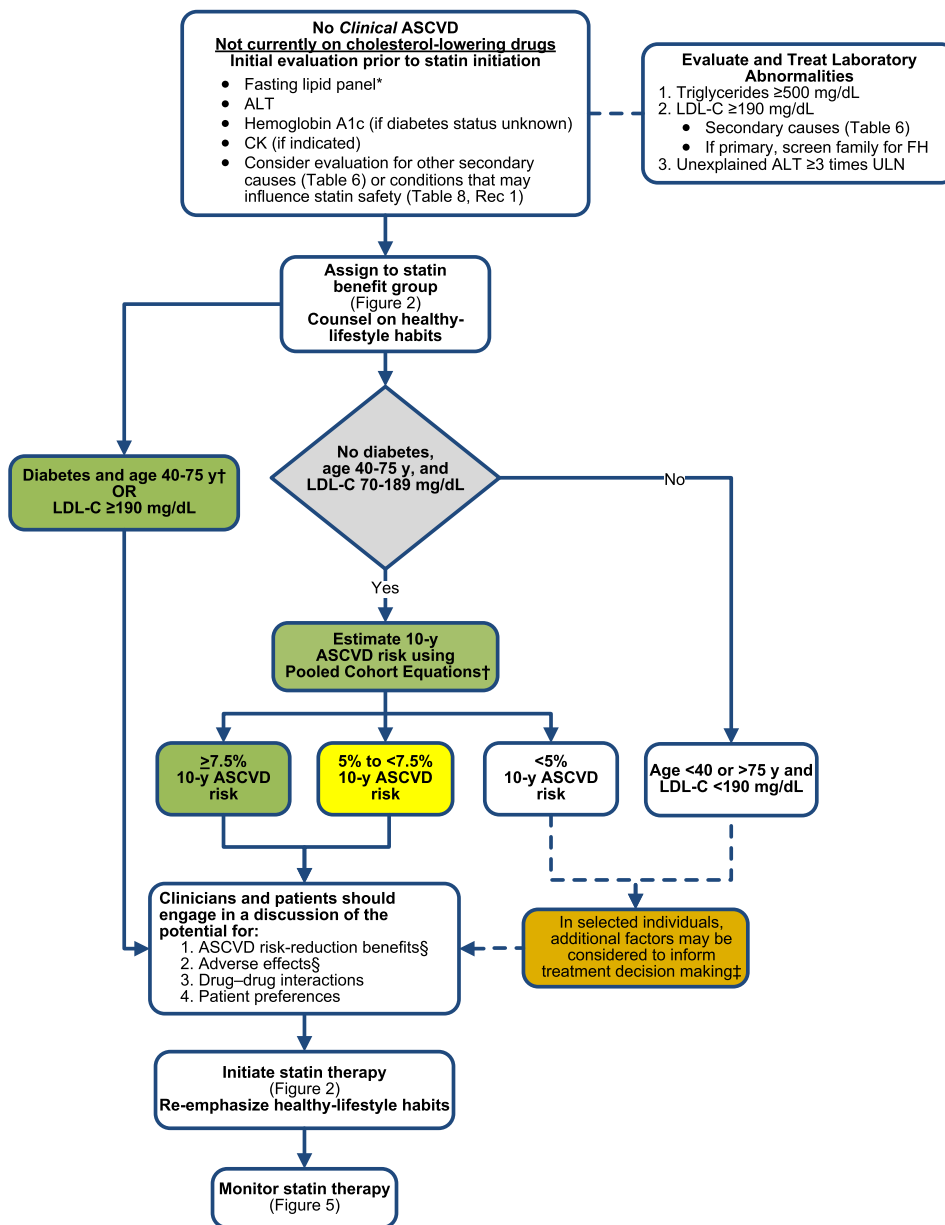 No Clinical ASCVD
Not currently on cholesterol-lowering drugs
Initial evaluation prior to statin initiation
● Fasting lipid panel*
● ALT
● Hemoglobin A1c (if diabetes status unknown)
● CK (if indicated)
● Consider evaluation for other secondary
causes (Table 6) or conditions that may
influence statin safety (Table 8, Rec 1)
Evaluate and Treat Laboratory
Abnormalities
1. Triglycerides ≥500 mg/dL
2. LDL-C ≥190 mg/dL
● Secondary causes (Table 6)
● If primary, screen family for FH
3. Unexplained ALT ≥3 times ULN
Assign to statin
benefit group
(Figure 2)
Counsel on healthy-
lifestyle habits
Diabetes and age 40-75 y†
OR
LDL-C ≥190 mg/dL
No diabetes,
age 40-75 y, and
LDL-C 70-189 mg/dL
No
Yes
Estimate 10-y
ASCVD risk using
Pooled Cohort Equations†
≥7.5%
10-y ASCVD
risk
5% to <7.5%
10-y ASCVD
risk
<5%
10-y ASCVD
risk
Age <40 or >75 y and
LDL-C <190 mg/dL
Clinicians and patients should
engage in a discussion of the
potential for:
1. ASCVD risk-reduction benefits§
2. Adverse effects§
3. Drug–drug interactions
4. Patient preferences
In selected individuals,
additional factors may be
considered to inform
treatment decision making‡
Initiate statin therapy
(Figure 2)
Re-emphasize healthy-lifestyle habits
Monitor statin therapy
(Figure 5)